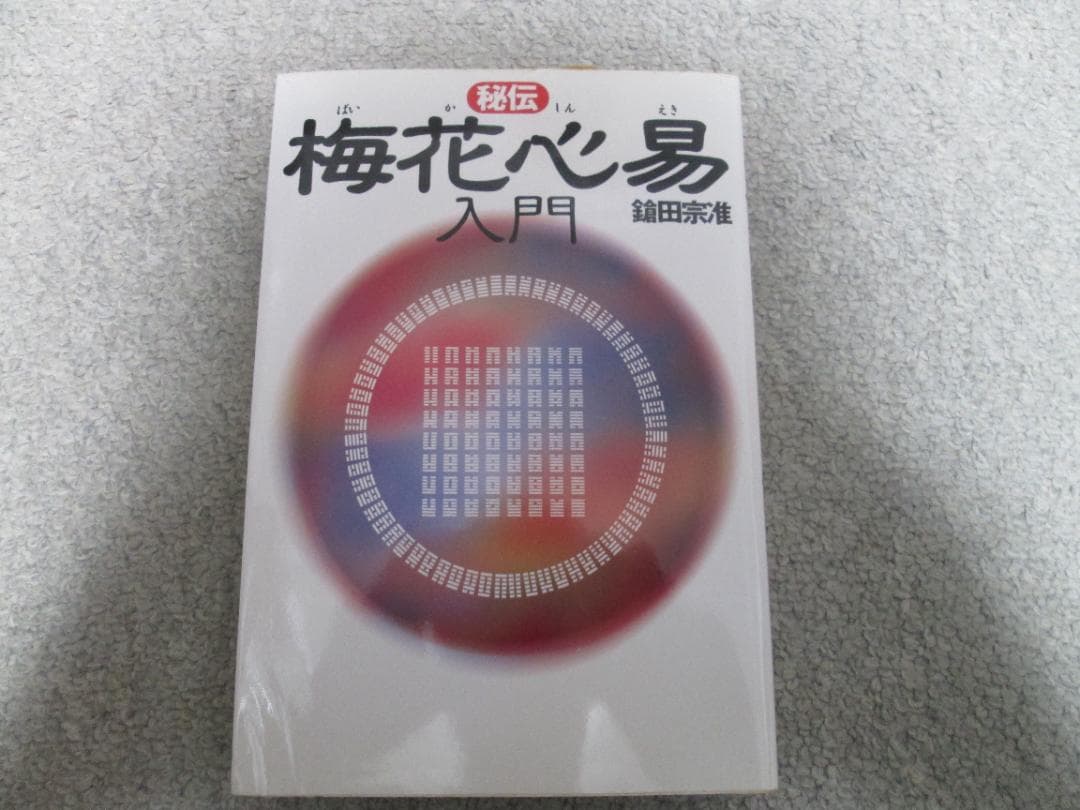 秘伝
ばい か しん えき
梅花心易
入門
鎗田宗准